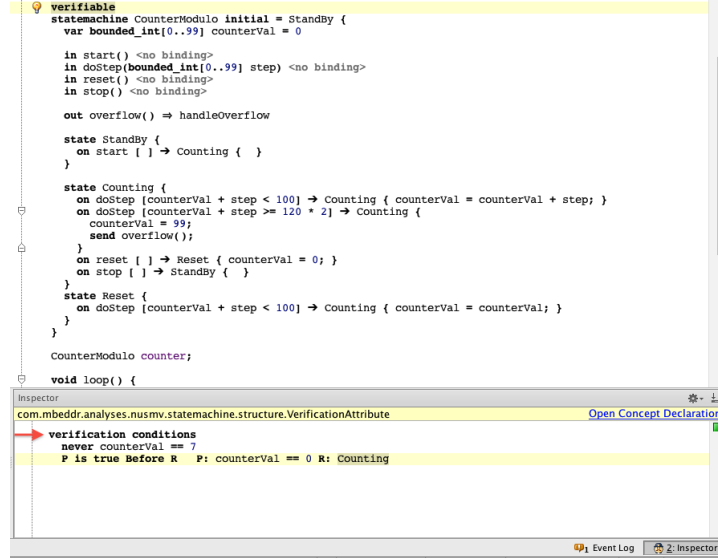 verifiable
statemachine CounterModulo initial = StandBy {
var bounded_int[0..99] counterVal = 0
in start() <no binding>
in doStep(bounded_int[0..99] step) <no binding>
in reset() <no binding>
in stop() <no binding>
out overflow() ⇒ handleOverflow
state StandBy {
on start [ ] ➔ Counting {  }
}
state Counting {
on doStep [counterVal + step < 100] ➔ Counting { counterVal = counterVal + step; }
on doStep [counterVal + step >= 120 * 2] ➔ Counting {
counterVal = 99;
send overflow();
}
on reset [ ] ➔ Reset { counterVal = 0; }
on stop [ ] ➔ StandBy {  }
}
state Reset {
on doStep [counterVal + step < 100] ➔ Counting { counterVal = counterVal; }
}
}
CounterModulo counter;
void loop() {
Inspector
com.mbeddr.analyses.nusmv.statemachine.structure.VerificationAttribute Open Concept Declaration
verification conditions
never counterVal == 7
P is true Before R P: counterVal == 0 R: Counting
1 Event Log 2: Inspector